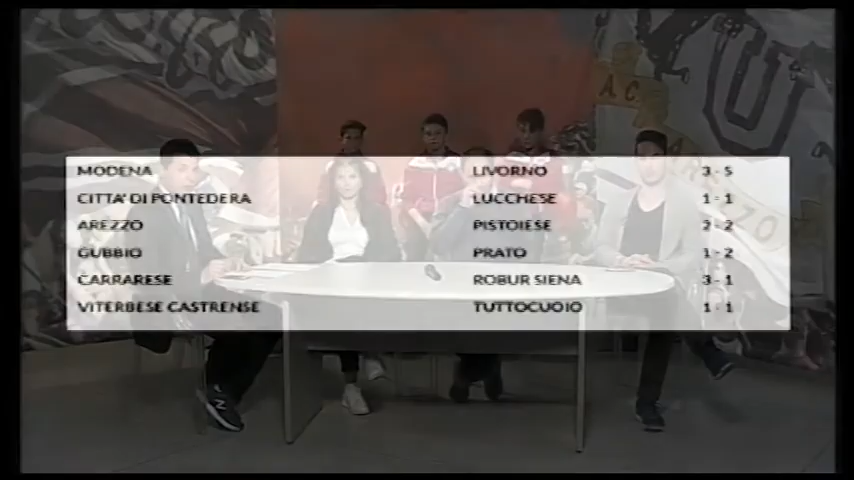 MODENA LIVORNO 3 - 5
CITTA' DI PONTEDERA LUCCHESE 1 - 1
AREZZO PISTOIESE 2 - 2
GUBBIO PRATO 1 - 2
CARRARESE ROBUR SIENA 3 - 1
VITERBESE CASTRENSE TUTTOCUOIO 1 - 1
U
AC
N